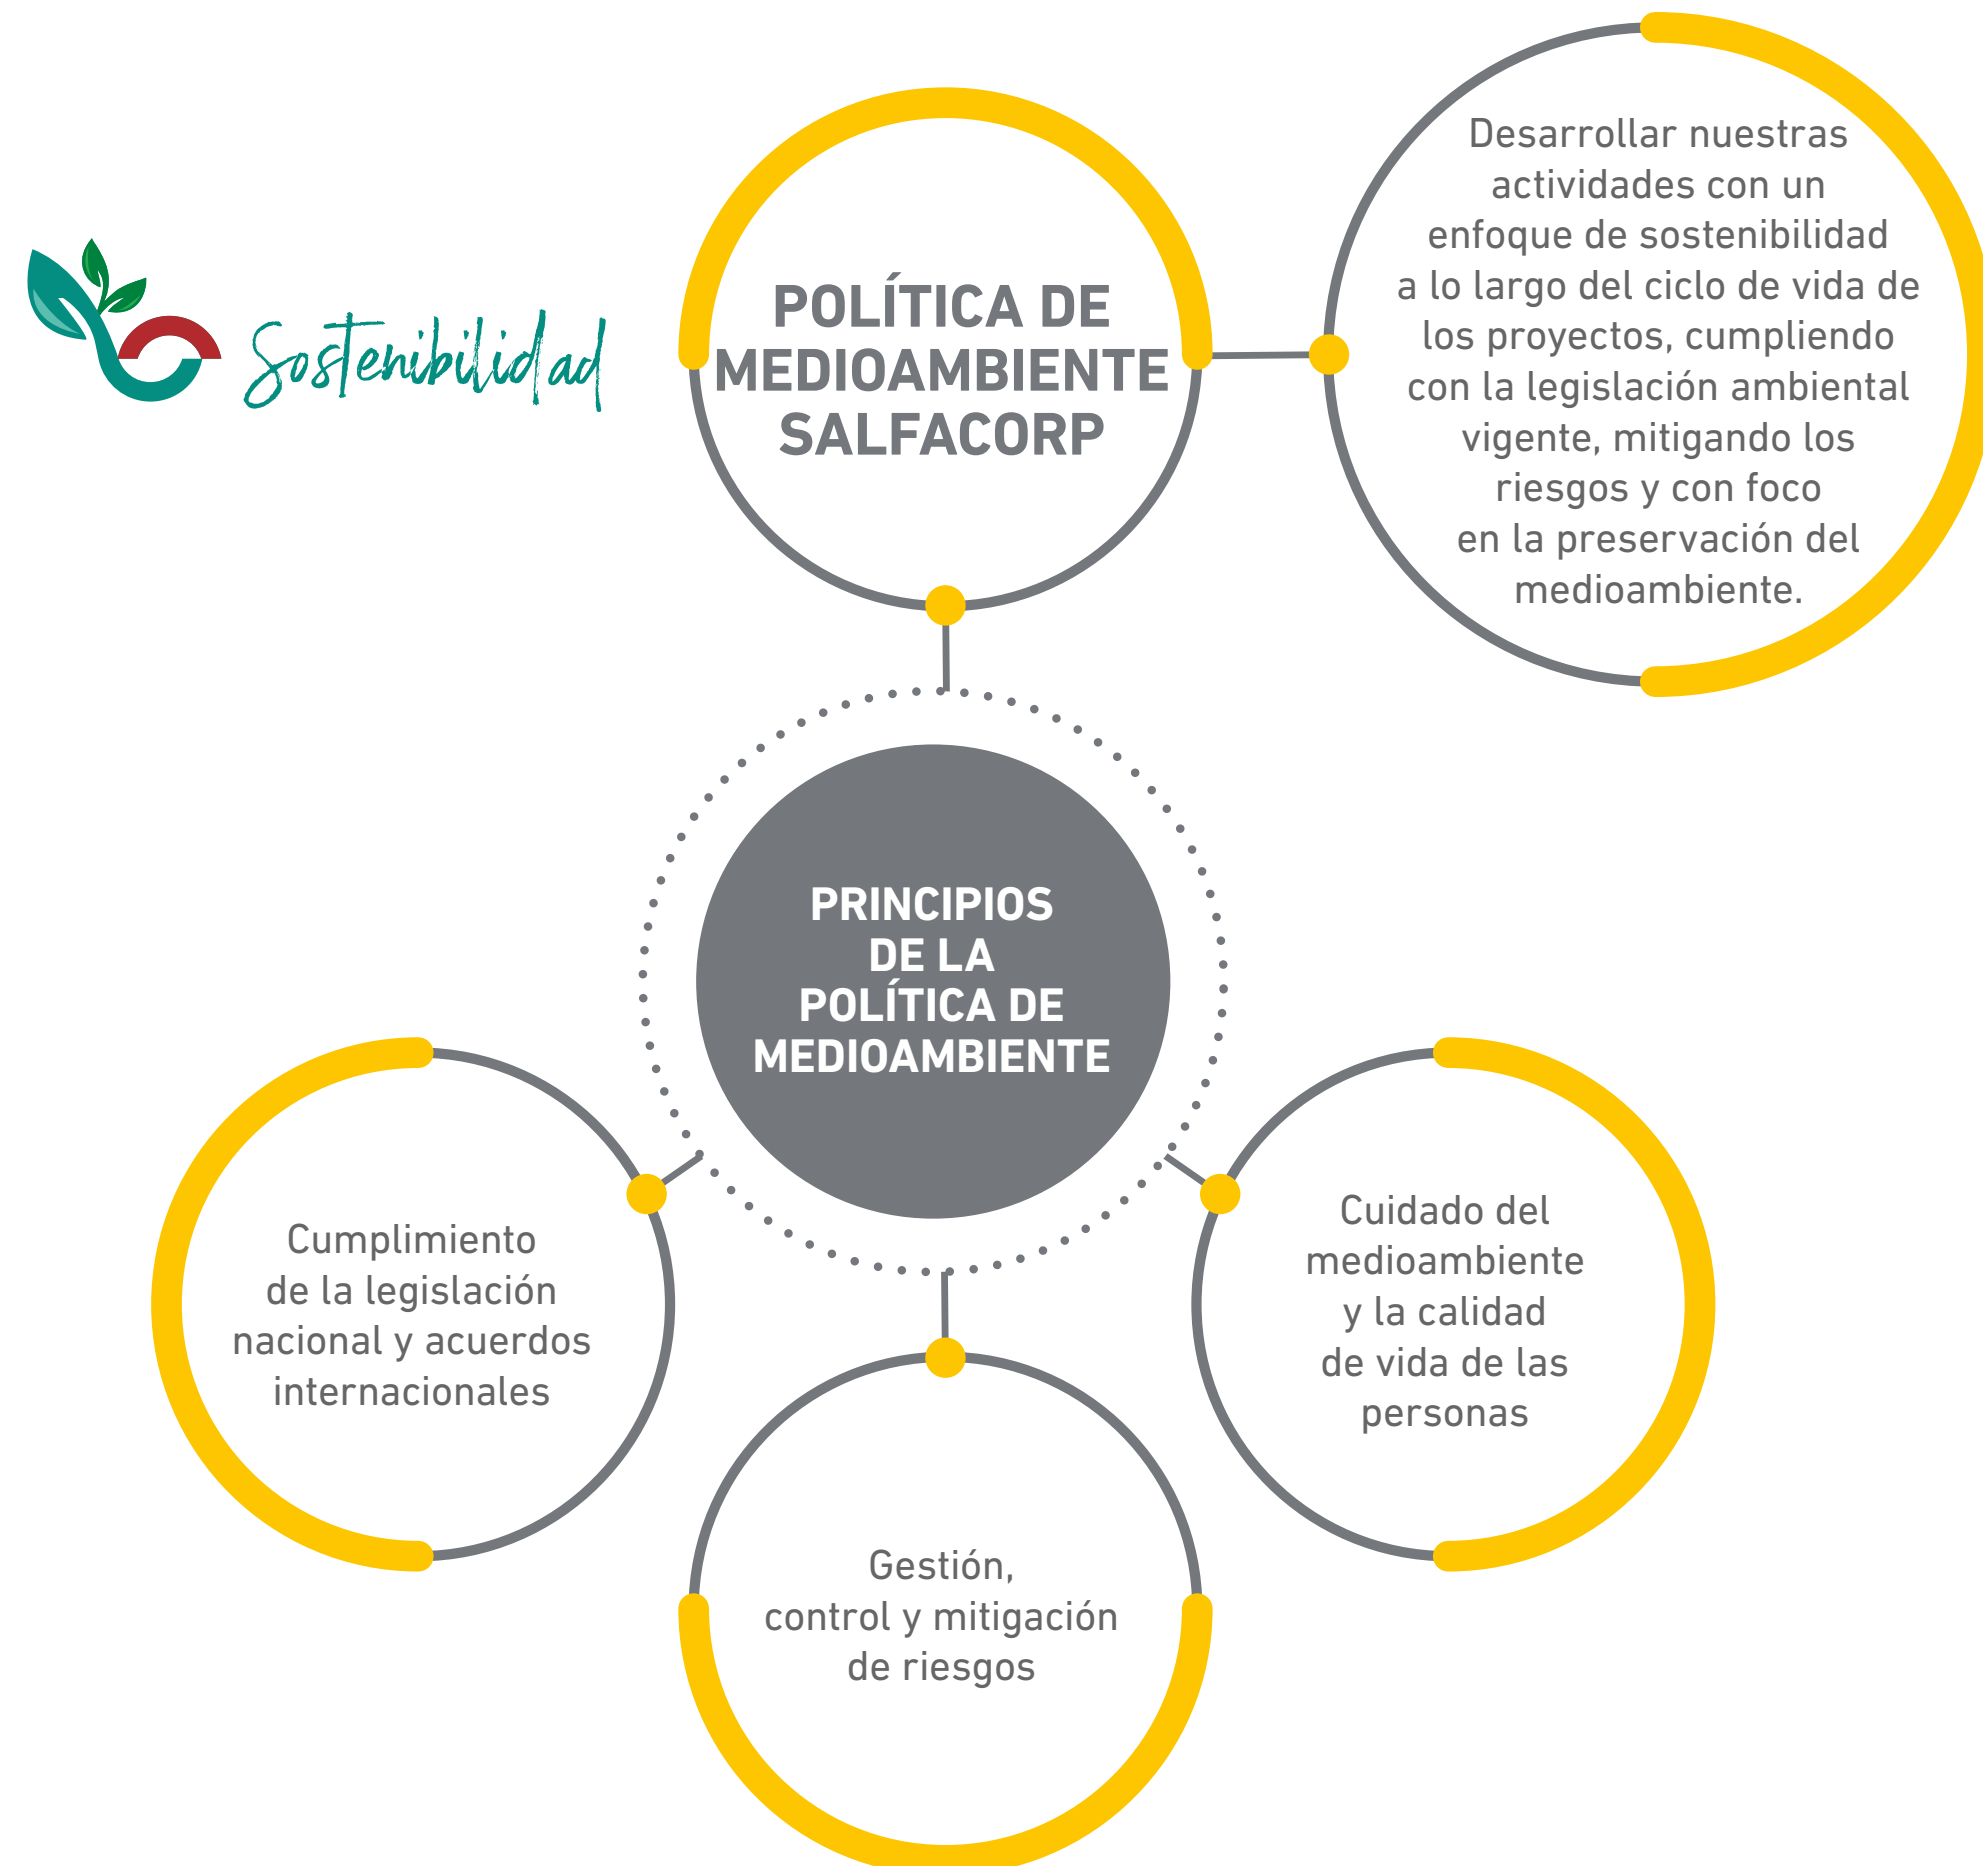 Sostenibilidad
POLÍTICA DE
MEDIOAMBIENTE
SALFACORP
Desarrollar nuestras
actividades con un
enfoque de sostenibilidad
a lo largo del ciclo de vida de
los proyectos, cumpliendo
con la legislación ambiental
vigente, mitigando los
riesgos y con foco
en la preservación del
medioambiente.
PRINCIPIOS
DE LA
POLÍTICA DE
MEDIOAMBIENTE
Cumplimiento
de la legislación
nacional y acuerdos
internacionales
Gestión,
control y mitigación
de riesgos
Cuidado del
medioambiente
y la calidad
de vida de las
personas